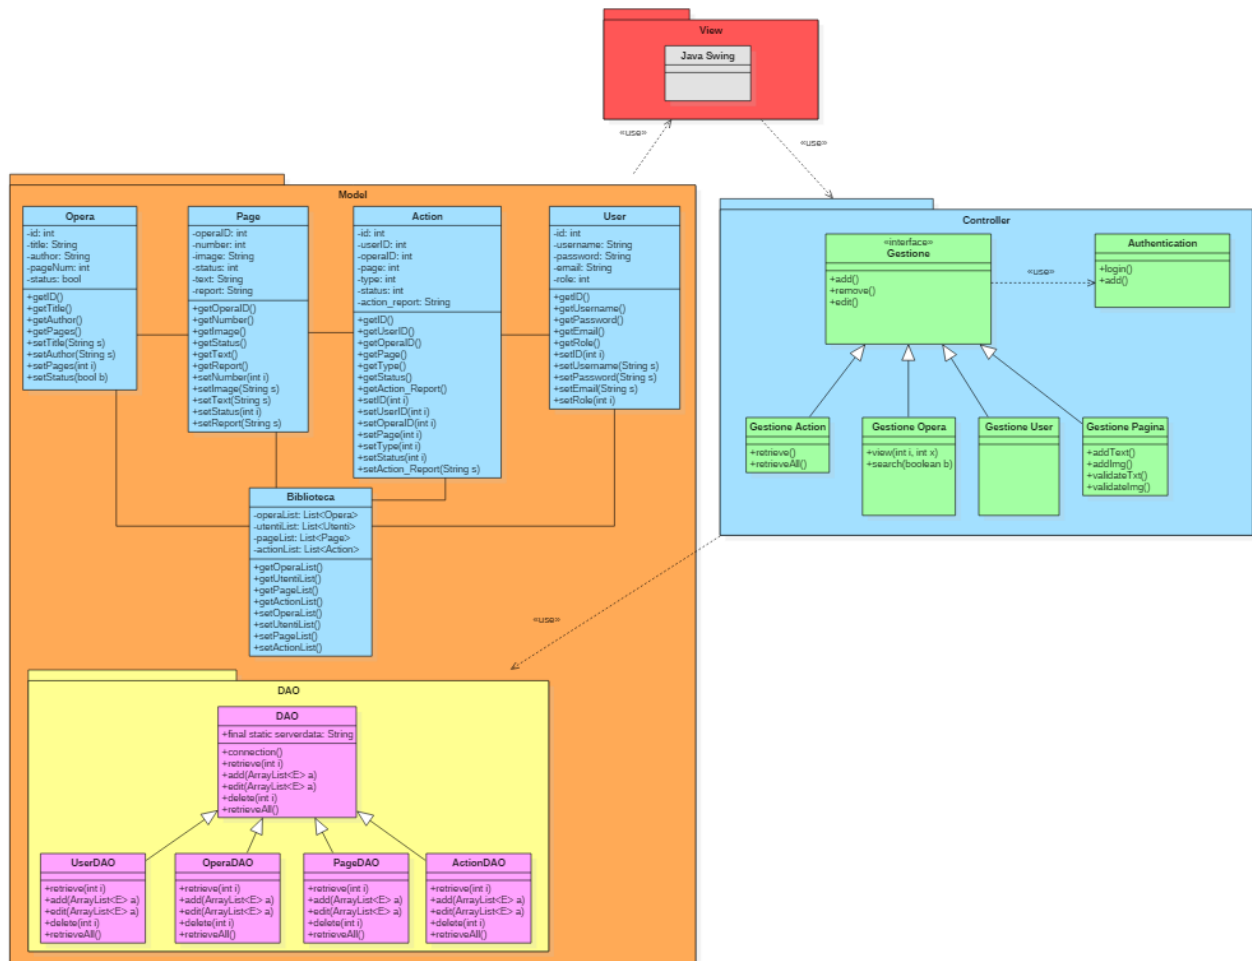 View
Java Swing
«use»
«use»
Model
Opera
-id: int
-title: String
-author: String
-pageNum: int
-status: bool
+getID()
+getTitle()
+getAuthor()
+getPages()
+setTitle(String s)
+setAuthor(String s)
+setPages(int i)
+setStatus(bool b)
Page
-operaID: int
-number: int
-image: String
-status: int
-text: String
-report: String
+getOperaID()
+getNumber()
+getImage()
+getStatus()
+getText()
+getReport()
+setNumber(int i)
+setImage(String s)
+setText(String s)
+setStatus(int i)
+setReport(String s)
Action
-id: int
-userID: int
-operaID: int
-page: int
-type: int
-status: int
-action_report: String
+getID()
+getUserID()
+getOperaID()
+getPage()
+getType()
+getStatus()
+getAction_Report()
+setID(int i)
+setUserID(int i)
+setOperaID(int i)
+setPage(int i)
+setType(int i)
+setStatus(int i)
+setAction_Report(String s)
User
-id: int
-username: String
-password: String
-email: String
-role: int
+getID()
+getUsername()
+getPassword()
+getEmail()
+getRole()
+setID(int i)
+setUsername(String s)
+setPassword(String s)
+setEmail(String s)
+setRole(int i)
Biblioteca
-operaList: List<Opera>
-utentiList: List<Utenti>
-pageList: List<Page>
-actionList: List<Action>
+getOperaList()
+getUtentiList()
+getPageList()
+getActionList()
+setOperaList()
+setUtentiList()
+setPageList()
+setActionList()
Controller
«interface»
Gestione
+add()
+remove()
+edit()
«use»
Authentication
+login()
+add()
Gestione Action
+retrieve()
+retrieveAll()
Gestione Opera
+view(int i, int x)
+search(boolean b)
Gestione User
Gestione Pagina
+addText()
+addImg()
+validateTxt()
+validateImg()
«use»
DAO
DAO
+final static serverdata: String
+connection()
+retrieve(int i)
+add(ArrayList<E> a)
+edit(ArrayList<E> a)
+delete(int i)
+retrieveAll()
UserDAO
+retrieve(int i)
+add(ArrayList<E> a)
+edit(ArrayList<E> a)
+delete(int i)
+retrieveAll()
OperaDAO
+retrieve(int i)
+add(ArrayList<E> a)
+edit(ArrayList<E> a)
+delete(int i)
+retrieveAll()
PageDAO
+retrieve(int i)
+add(ArrayList<E> a)
+edit(ArrayList<E> a)
+delete(int i)
+retrieveAll()
ActionDAO
+retrieve(int i)
+add(ArrayList<E> a)
+edit(ArrayList<E> a)
+delete(int i)
+retrieveAll()